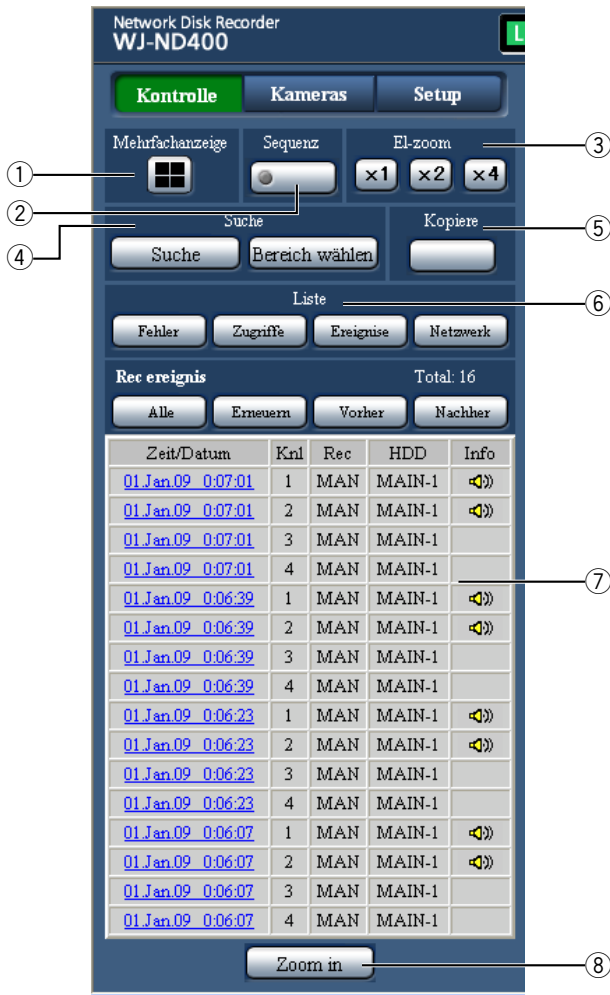 Network Disk Recorder
WJ-ND400
L
Kontrolle Kameras Setup
Mehrfachanzeige Sequenz El-zoom
×1 ×2 ×4
① ② ③
Suche Kopiere
④ ⑤
Suche Bereich wählen
Liste
⑥
Fehler Zugriffe Ereignise Netzwerk
Rec ereignis Total: 16
Alle Erneuern Vorher Nachher
Zeit/Datum Knl Rec HDD Info
01.Jan.09 0:07:01 1 MAN MAIN-1
01.Jan.09 0:07:01 2 MAN MAIN-1
01.Jan.09 0:07:01 3 MAN MAIN-1
01.Jan.09 0:07:01 4 MAN MAIN-1
⑦
01.Jan.09 0:06:39 1 MAN MAIN-1
01.Jan.09 0:06:39 2 MAN MAIN-1
01.Jan.09 0:06:39 3 MAN MAIN-1
01.Jan.09 0:06:39 4 MAN MAIN-1
01.Jan.09 0:06:23 1 MAN MAIN-1
01.Jan.09 0:06:23 2 MAN MAIN-1
01.Jan.09 0:06:23 3 MAN MAIN-1
01.Jan.09 0:06:23 4 MAN MAIN-1
01.Jan.09 0:06:07 1 MAN MAIN-1
01.Jan.09 0:06:07 2 MAN MAIN-1
01.Jan.09 0:06:07 3 MAN MAIN-1
01.Jan.09 0:06:07 4 MAN MAIN-1
Zoom in
⑧